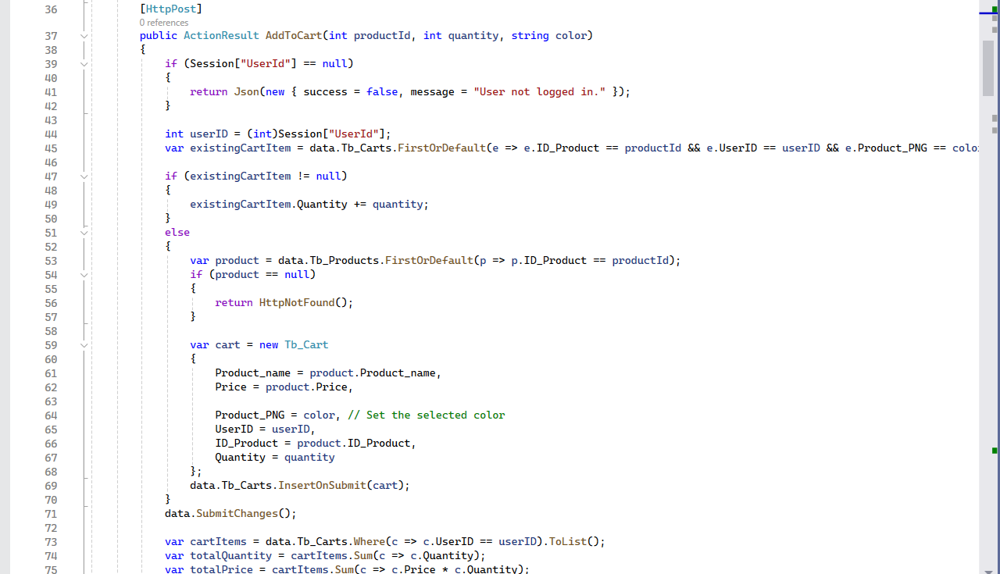 36 [HttpPost]
0 references
37 public ActionResult AddToCart(int productId, int quantity, string color)
38 {
39 if (Session["UserId"] == null)
40 {
41 return Json(new { success = false, message = "User not logged in." });
42 }
43
44 int userID = (int)Session["UserId"];
45 var existingCartItem = data.Tb_Carts.FirstOrDefault(e => e.ID_Product == productId && e.UserID == userID && e.Product_PNG == colo
46
47 if (existingCartItem != null)
48 {
49 existingCartItem.Quantity += quantity;
50 }
51 else
52 {
53 var product = data.Tb_Products.FirstOrDefault(p => p.ID_Product == productId);
54 if (product == null)
55 {
56 return HttpNotFound();
57 }
58
59 var cart = new Tb_Cart
60 {
61 Product_name = product.Product_name,
62 Price = product.Price,
63
64 Product_PNG = color, // Set the selected color
65 UserID = userID,
66 ID_Product = product.ID_Product,
67 Quantity = quantity
68 };
69 data.Tb_Carts.InsertOnSubmit(cart);
70 }
71 data.SubmitChanges();
72
73 var cartItems = data.Tb_Carts.Where(c => c.UserID == userID).ToList();
74 var totalQuantity = cartItems.Sum(c => c.Quantity);
75 var totalPrice = cartItems.Sum(c => c.Price * c.Quantity);